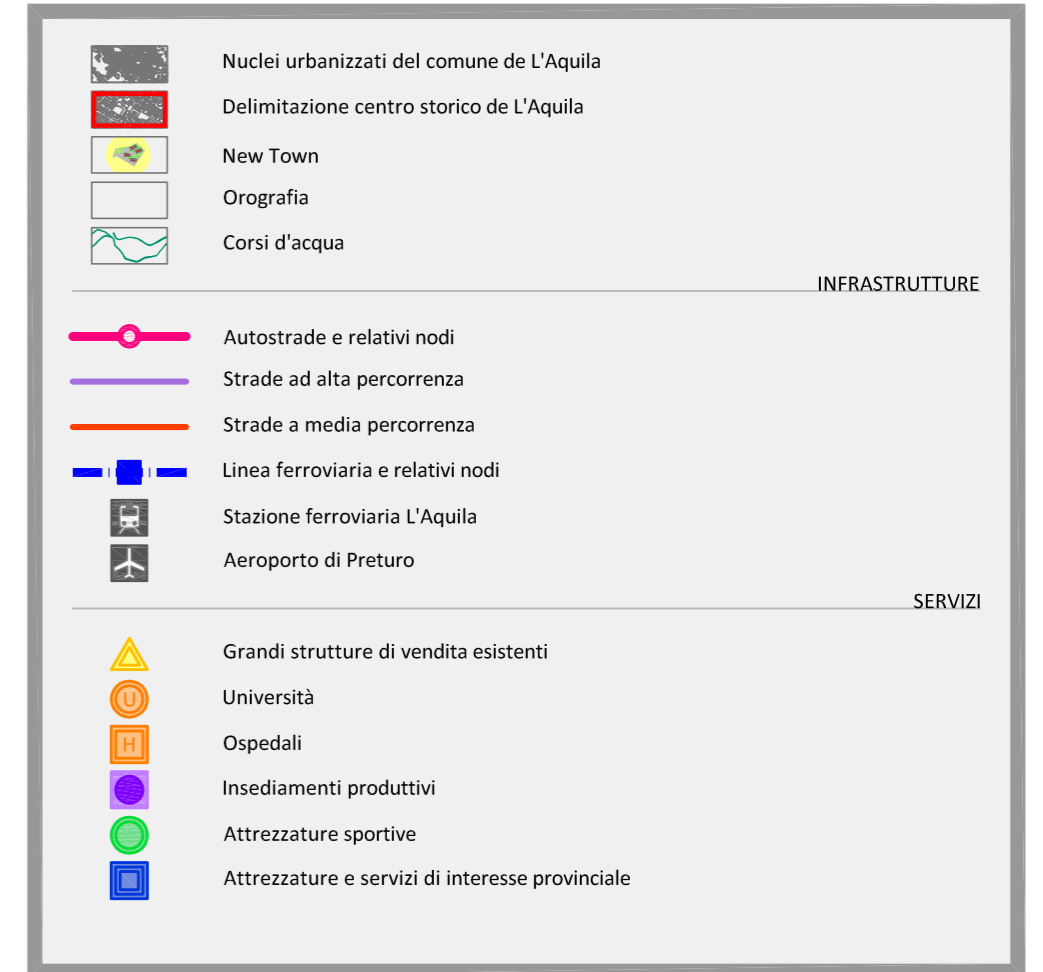 Nuclei urbanizzati del comune de L'Aquila
Delimitazione centro storico de L'Aquila
New Town
Orografia
Corsi d'acqua
INFRASTRUTTURE
Autostrade e relativi nodi
Strade ad alta percorrenza
Strade a media percorrenza
Linea ferroviaria e relativi nodi
Stazione ferroviaria L'Aquila
Aeroporto di Preturo
SERVIZI
Grandi strutture di vendita esistenti
U Università
H Ospedali
Insediamenti produttivi
Attrezzature sportive
Attrezzature e servizi di interesse provinciale